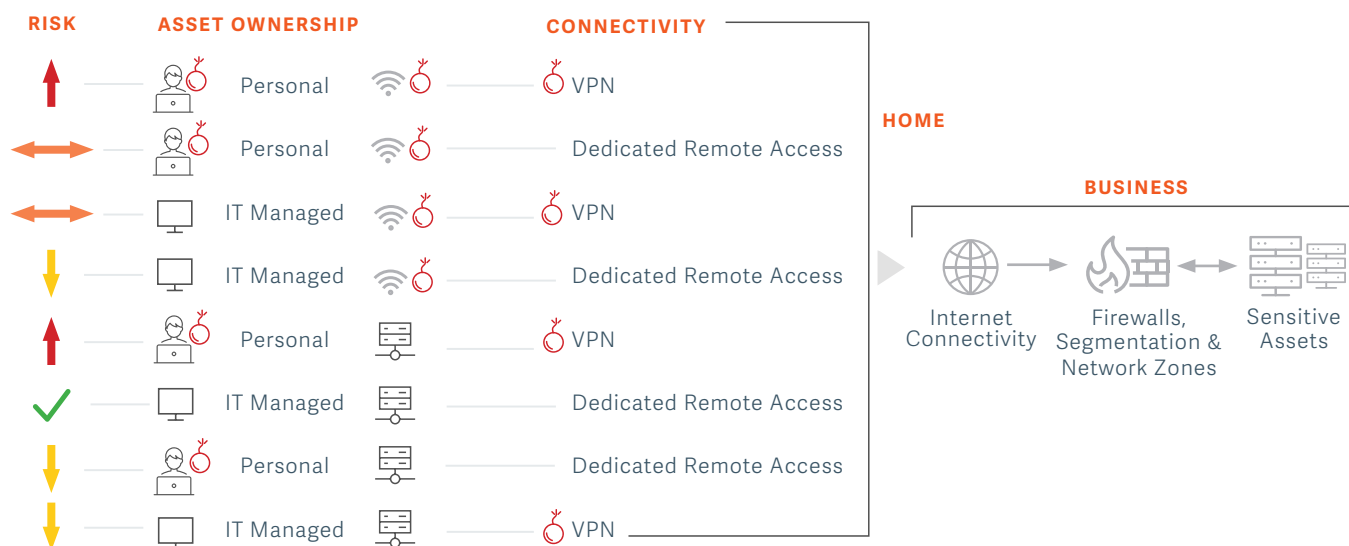 RISK ASSET OWNERSHIP CONNECTIVITY
Personal VPN
HOME
Personal Dedicated Remote Access
BUSINESS
IT Managed VPN
IT Managed Dedicated Remote Access
Internet
Connectivity
Firewalls,
Segmentation &
Network Zones
Sensitive
Assets
Personal VPN
IT Managed Dedicated Remote Access
Personal Dedicated Remote Access
IT Managed VPN